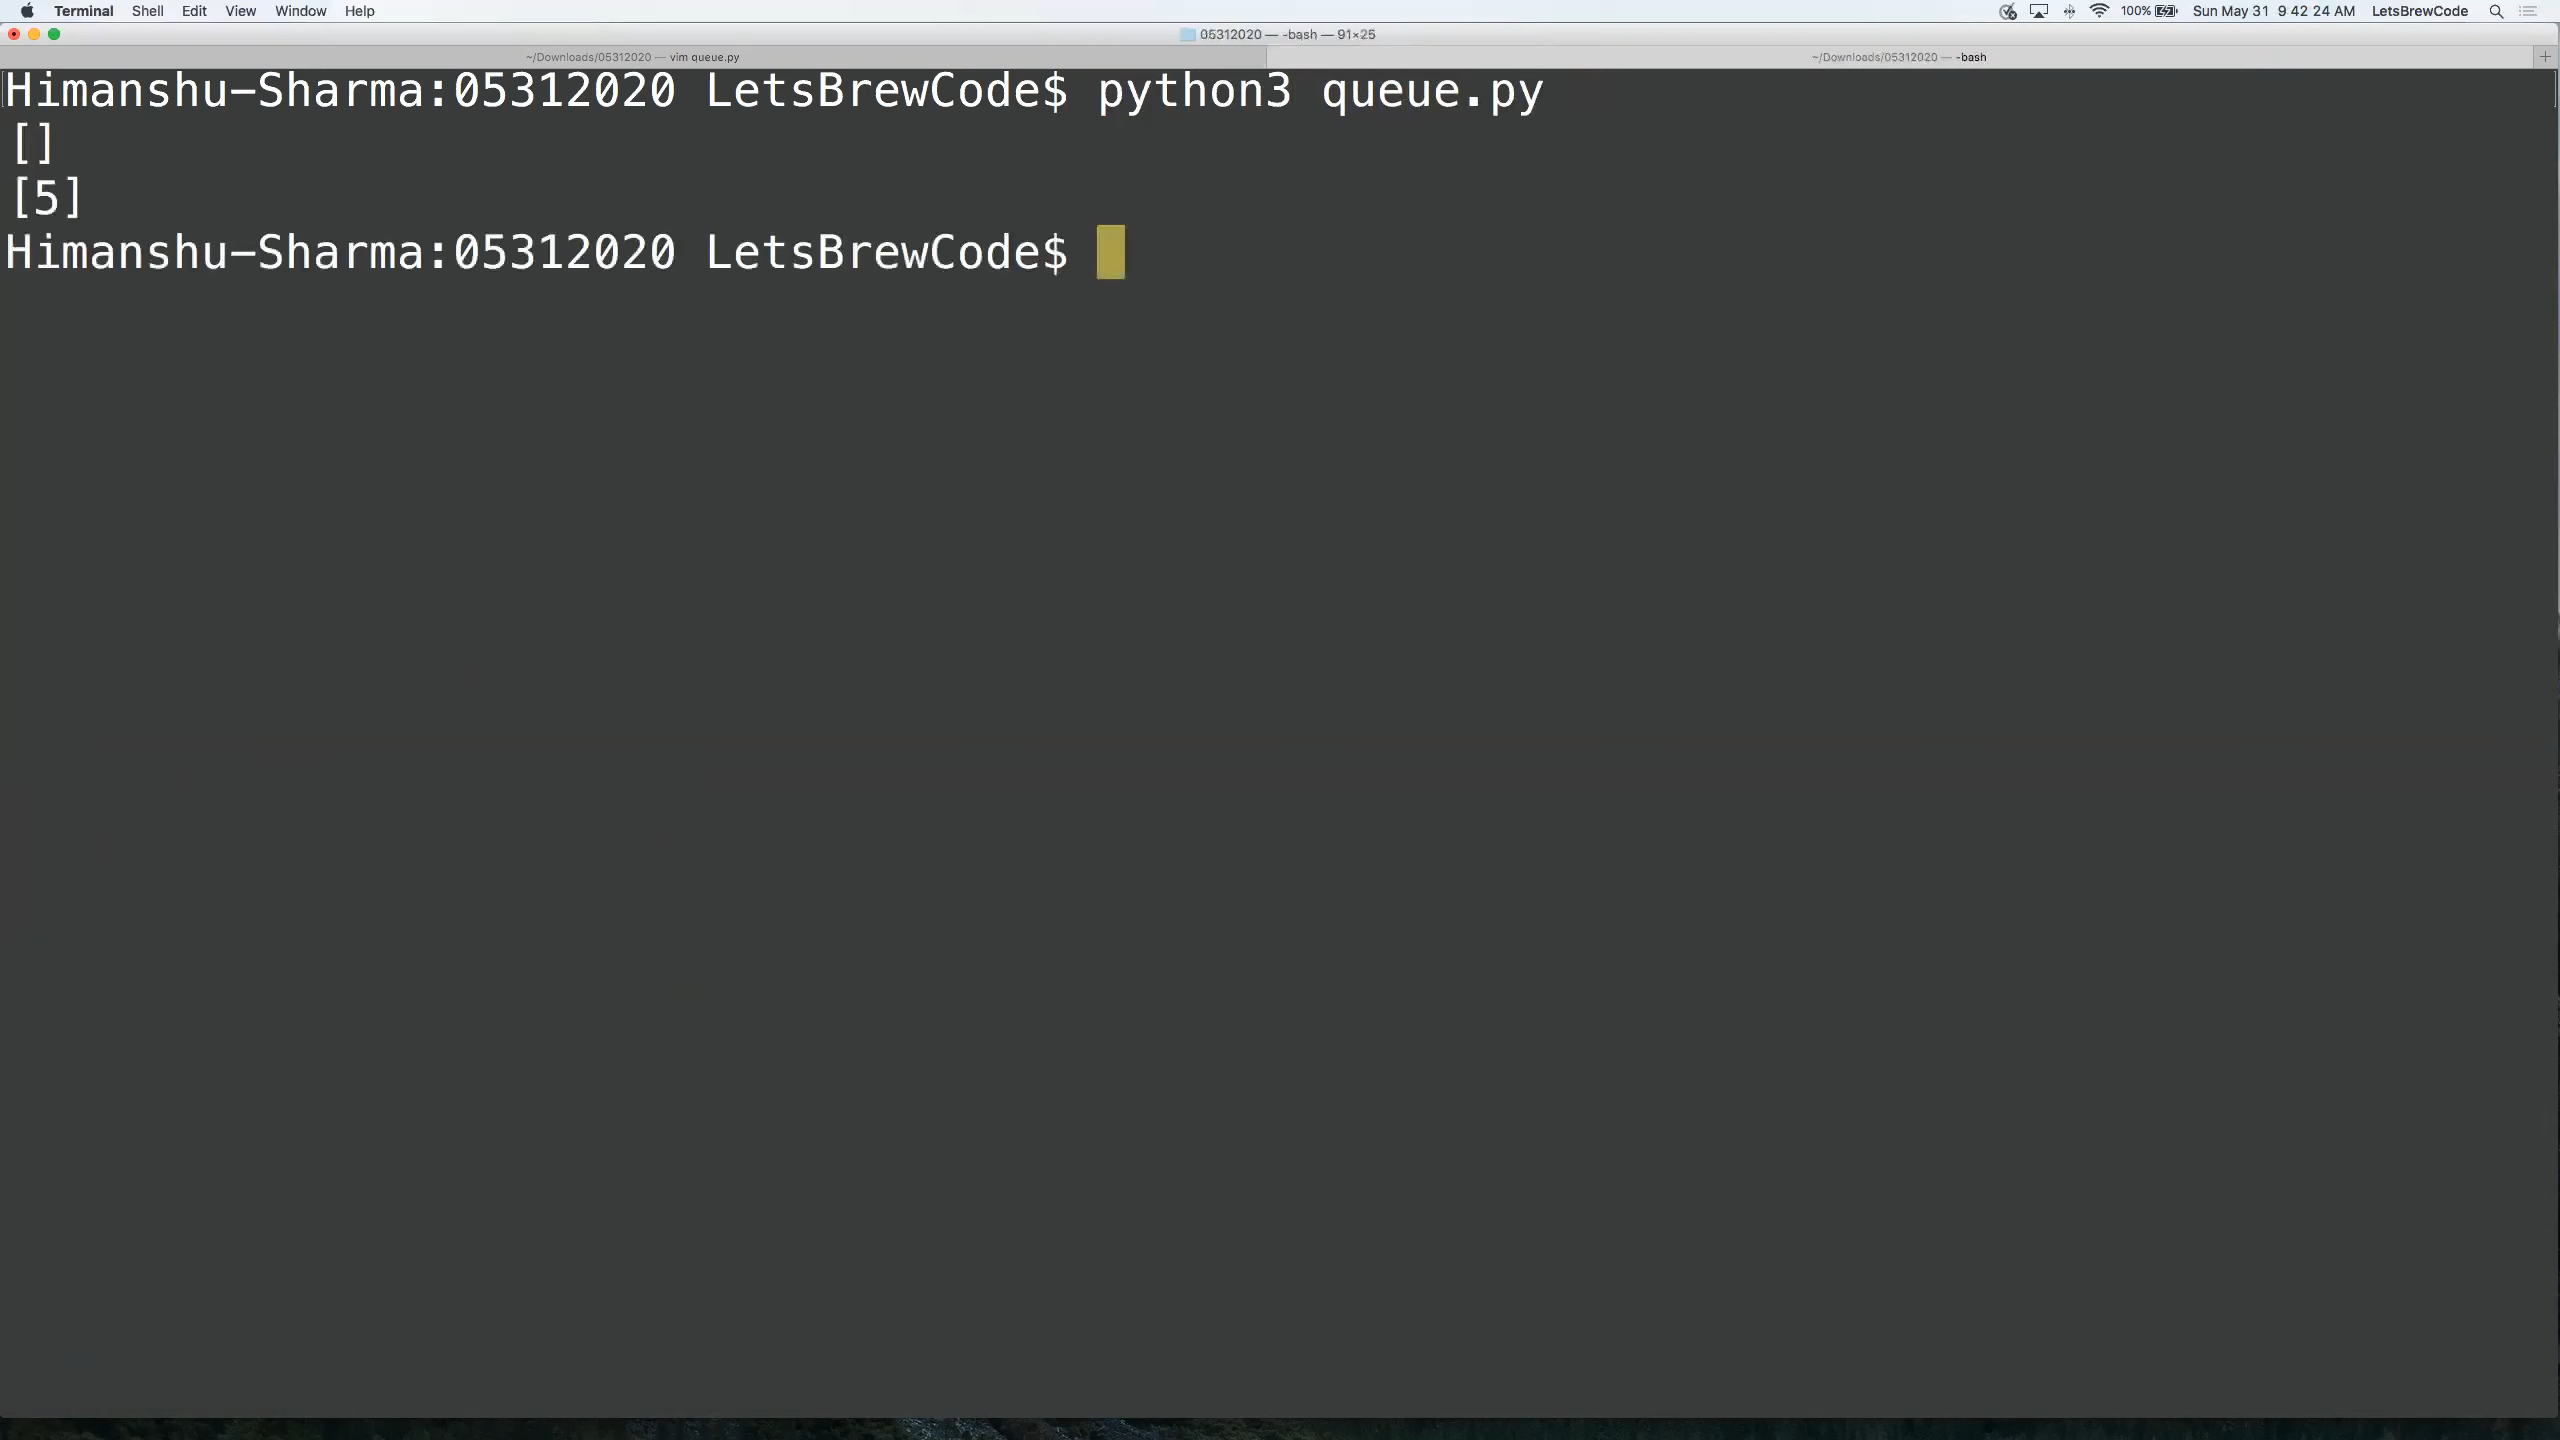 Terminal Shell Edit View Window Help 100% Sun May 31 9 42 24 AM LetsBrewCode
05312020 — -bash — 91×25
~/Downloads/05312020 — vim queue.py ~/Downloads/05312020 — -bash
Himanshu-Sharma:05312020 LetsBrewCode$ python3 queue.py
[]
[5]
Himanshu-Sharma:05312020 LetsBrewCode$